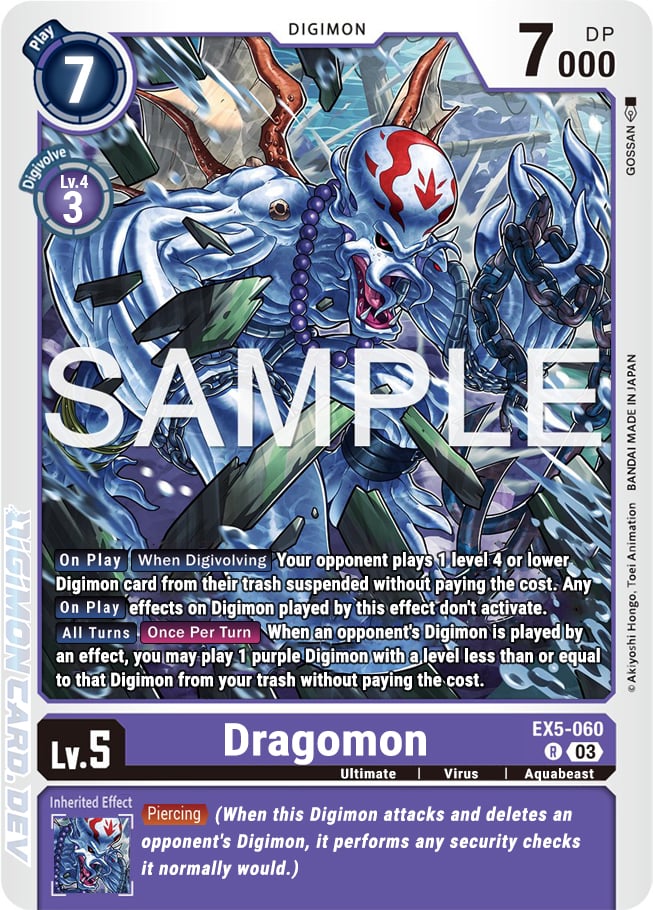 Play
7
DIGIMON
7000
DP
Digivolve
Lv.4
3
GOSSAN
SAMPLE
BANDAI MADE IN JAPAN
© Akiyoshi Hongo, Toei Animation
DIGIMONCARD.DEV
On Play When Digivolving Your opponent plays 1 level 4 or lower
Digimon card from their trash suspended without paying the cost. Any
On Play effects on Digimon played by this effect don't activate.
All Turns Once Per Turn When an opponent's Digimon is played by
an effect, you may play 1 purple Digimon with a level less than or equal
to that Digimon from your trash without paying the cost.
Lv.5
Dragomon
EX5-060
R 03
Ultimate | Virus | Aquabeast
Inherited Effect
Piercing (When this Digimon attacks and deletes an
opponent's Digimon, it performs any security checks
it normally would.)